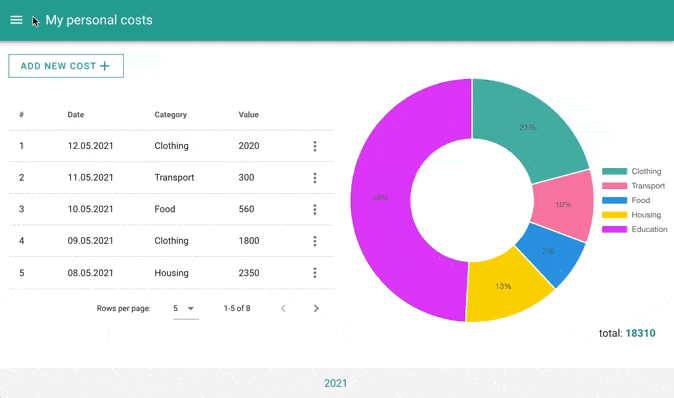 My personal costs
ADD NEW COST +
# Date Category Value
1 12.05.2021 Clothing 2020
2 11.05.2021 Transport 300
3 10.05.2021 Food 560
4 09.05.2021 Clothing 1800
5 08.05.2021 Housing 2350
Rows per page: 5 1-5 of 8
21%
10%
7%
13%
Clothing
Transport
Food
Housing
Education
total: 18310
2021